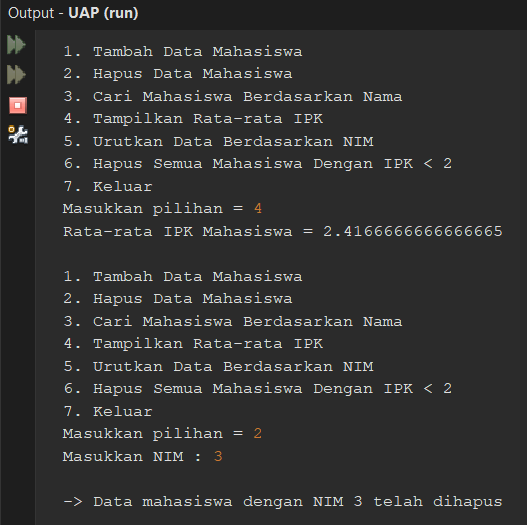 Output - UAP (run)
1. Tambah Data Mahasiswa
2. Hapus Data Mahasiswa
3. Cari Mahasiswa Berdasarkan Nama
4. Tampilkan Rata-rata IPK
5. Urutkan Data Berdasarkan NIM
6. Hapus Semua Mahasiswa Dengan IPK < 2
7. Keluar
Masukkan pilihan = 4
Rata-rata IPK Mahasiswa = 2.4166666666666665
1. Tambah Data Mahasiswa
2. Hapus Data Mahasiswa
3. Cari Mahasiswa Berdasarkan Nama
4. Tampilkan Rata-rata IPK
5. Urutkan Data Berdasarkan NIM
6. Hapus Semua Mahasiswa Dengan IPK < 2
7. Keluar
Masukkan pilihan = 2
Masukkan NIM : 3
-> Data mahasiswa dengan NIM 3 telah dihapus